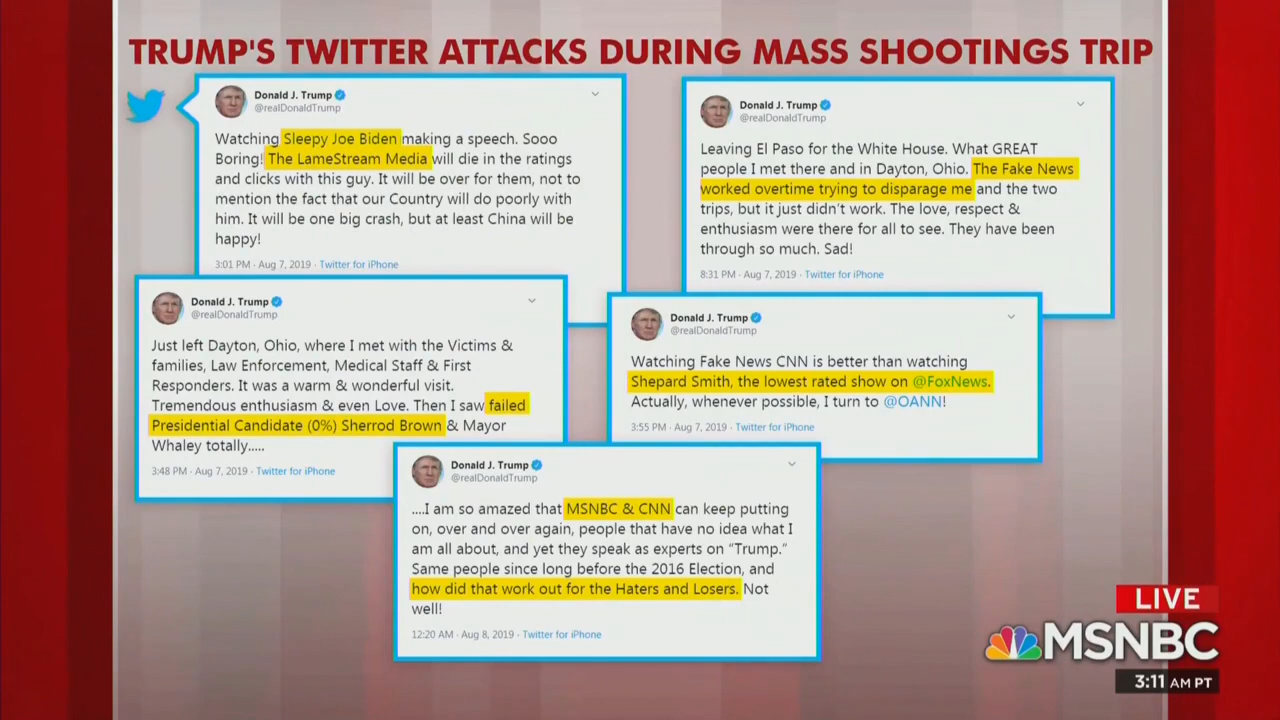 TRUMP'S TWITTER ATTACKS DURING MASS SHOOTINGS TRIP
Donald J. Trump
@realDonaldTrump
Watching Sleepy Joe Biden making a speech. Sooo
Boring! The LameStream Media will die in the ratings
and clicks with this guy. It will be over for them, not to
mention the fact that our Country will do poorly with
him. It will be one big crash, but at least China will be
happy!
3:01 PM · Aug 7, 2019 · Twitter for iPhone
Donald J. Trump
@realDonaldTrump
Leaving El Paso for the White House. What GREAT
people I met there and in Dayton, Ohio. The Fake News
worked overtime trying to disparage me and the two
trips, but it just didn't work. The love, respect &
enthusiasm were there for all to see. They have been
through so much. Sad!
8:31 PM · Aug 7, 2019 · Twitter for iPhone
Donald J. Trump
@realDonaldTrump
Just left Dayton, Ohio, where I met with the Victims &
families, Law Enforcement, Medical Staff & First
Responders. It was a warm & wonderful visit.
Tremendous enthusiasm & even Love. Then I saw failed
Presidential Candidate (0%) Sherrod Brown & Mayor
Whaley totally.....
3:48 PM · Aug 7, 2019 · Twitter for iPhone
Donald J. Trump
@realDonaldTrump
Watching Fake News CNN is better than watching
Shepard Smith, the lowest rated show on @FoxNews.
Actually, whenever possible, I turn to @OANN!
3:55 PM · Aug 7, 2019 · Twitter for iPhone
Donald J. Trump
@realDonaldTrump
....I am so amazed that MSNBC & CNN can keep putting
on, over and over again, people that have no idea what I
am all about, and yet they speak as experts on “Trump.”
Same people since long before the 2016 Election, and
how did that work out for the Haters and Losers. Not
well!
12:20 AM · Aug 8, 2019 · Twitter for iPhone
LIVE
MSNBC
3:11 AM PT